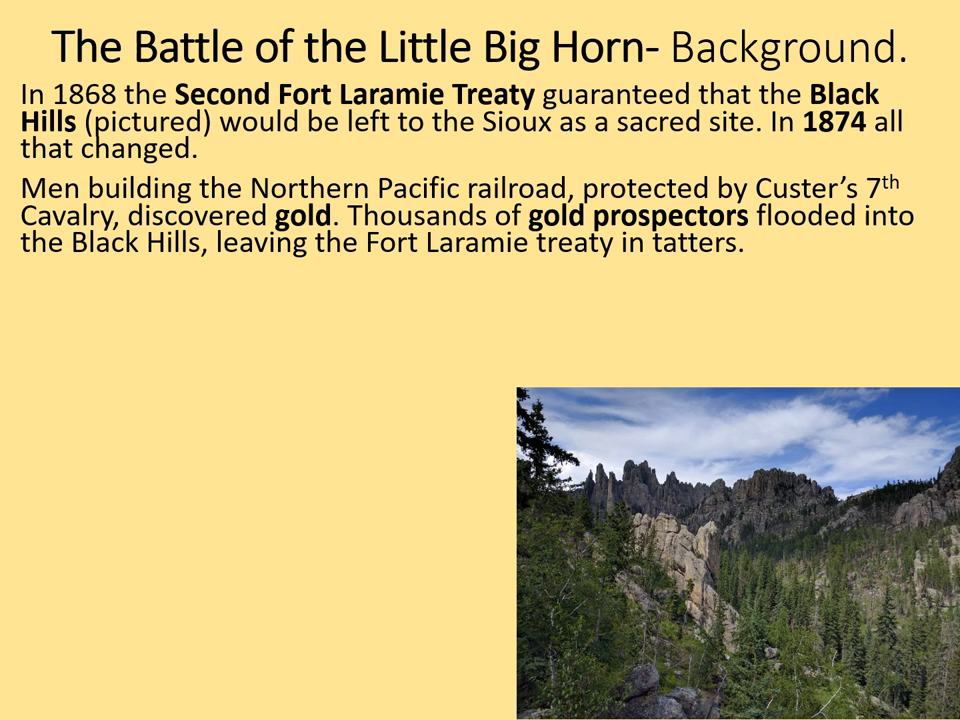 The Battle of the Little Big Horn- Background.
In 1868 the Second Fort Laramie Treaty guaranteed that the Black
Hills (pictured) would be left to the Sioux as a sacred site. In 1874 all
that changed.
Men building the Northern Pacific railroad, protected by Custer’s 7th
Cavalry, discovered gold. Thousands of gold prospectors flooded into
the Black Hills, leaving the Fort Laramie treaty in tatters.